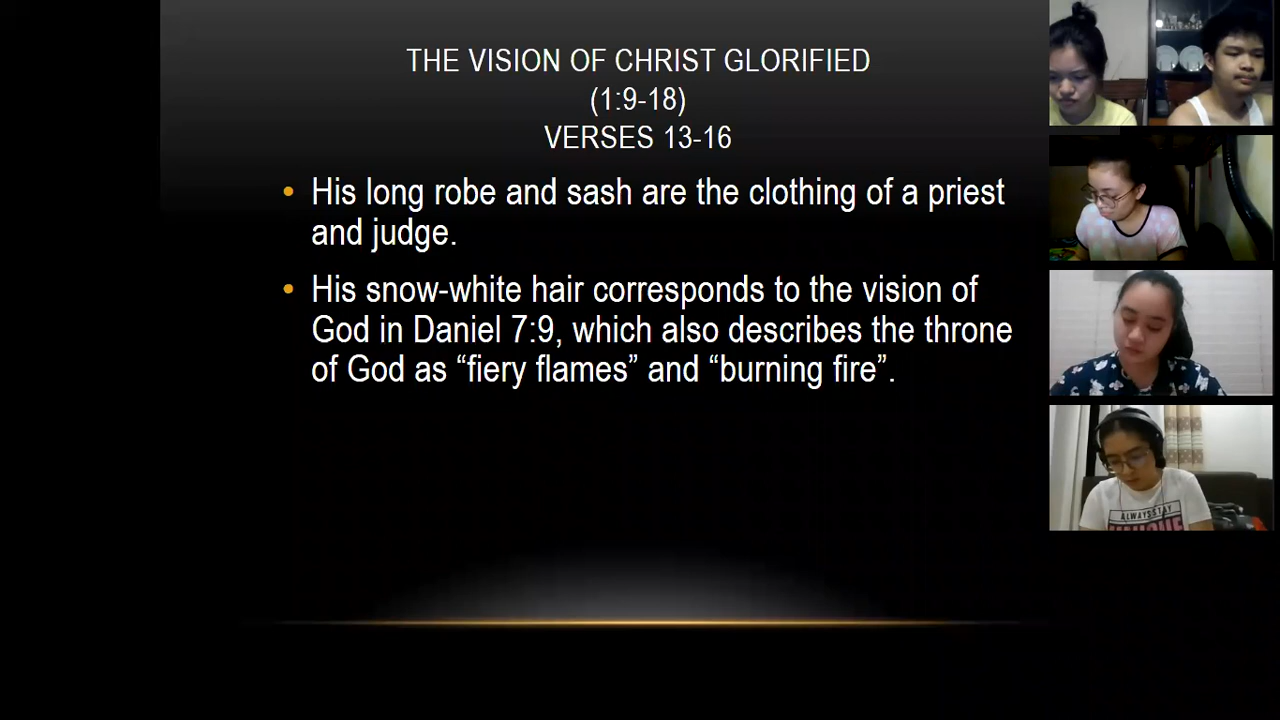 THE VISION OF CHRIST GLORIFIED
(1:9-18)
VERSES 13-16
• His long robe and sash are the clothing of a priest
and judge.
• His snow-white hair corresponds to the vision of
God in Daniel 7:9, which also describes the throne
of God as “fiery flames” and “burning fire”.
ALWAYS STAY